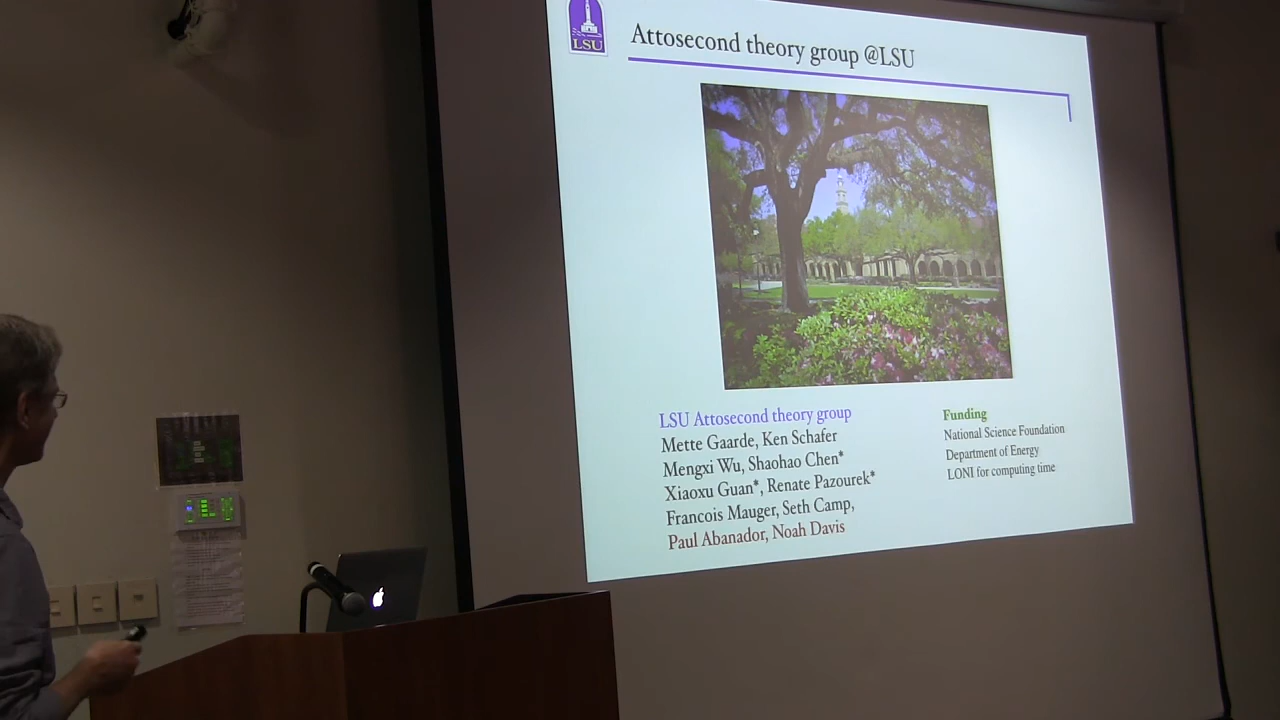 LSU
Attosecond theory group @LSU
LSU Attosecond theory group
Mette Gaarde, Ken Schafer
Mengxi Wu, Shaohao Chen*
Xiaoxu Guan*, Renate Pazourek*
Francois Mauger, Seth Camp,
Paul Abanador, Noah Davis
Funding
National Science Foundation
Department of Energy
LONI for computing time